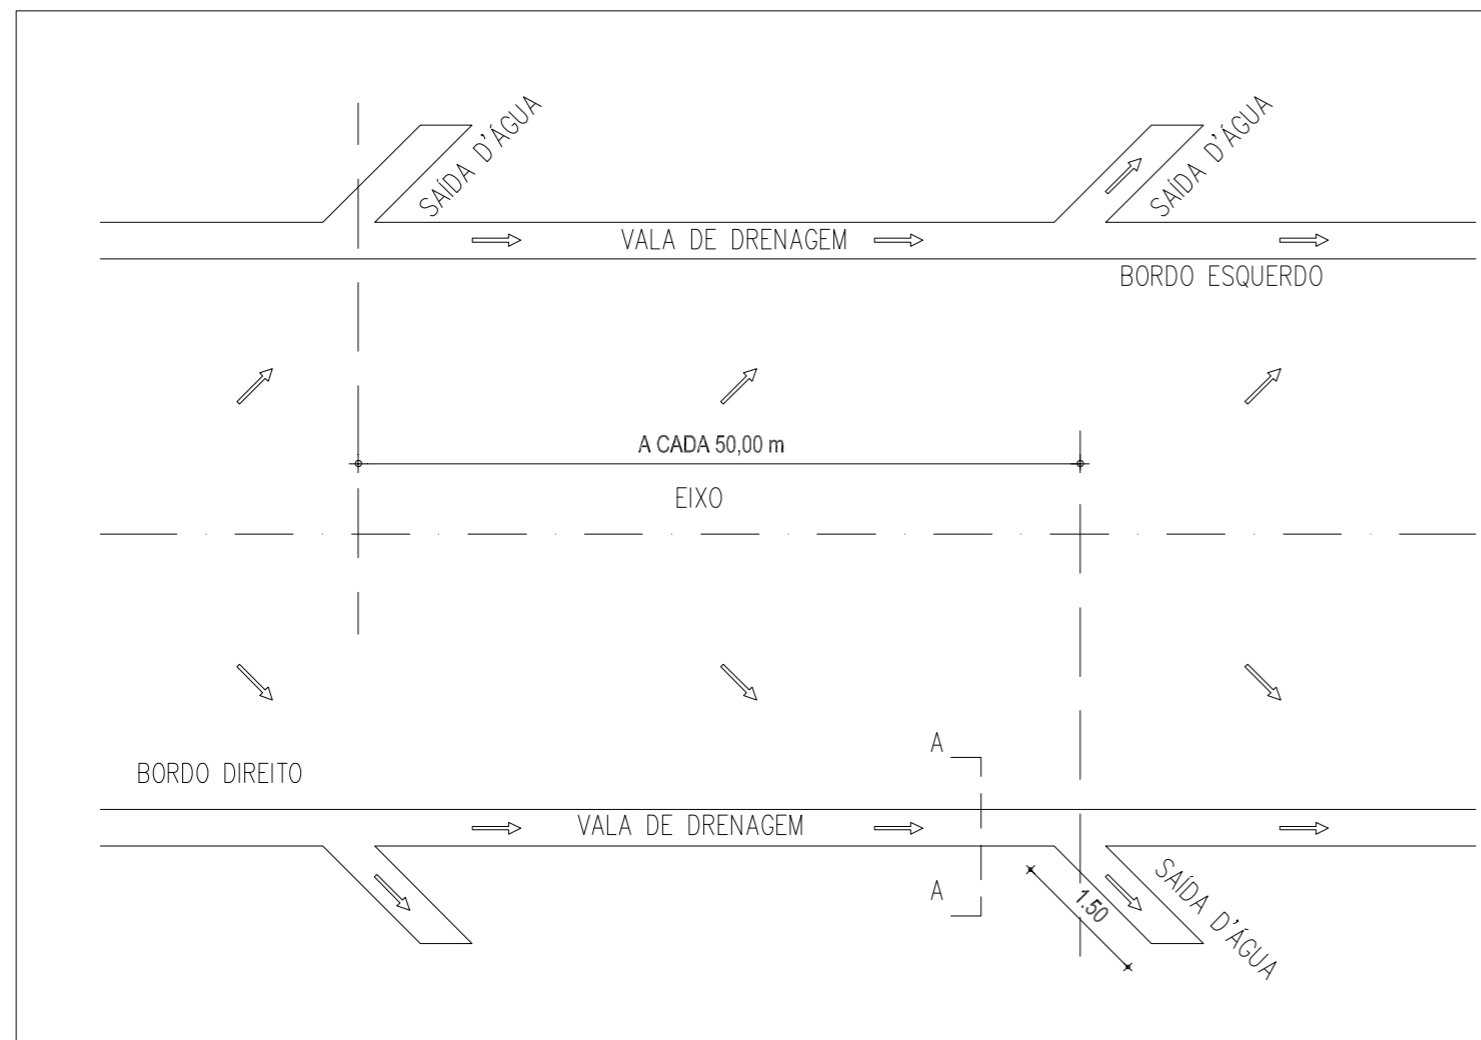 SAÍDA D'ÁGUA
SAÍDA D'ÁGUA
VALA DE DRENAGEM
BORDO ESQUERDO
A CADA 50,00 m
EIXO
A
BORDO DIREITO
VALA DE DRENAGEM
A
1.50
SAÍDA D'ÁGUA